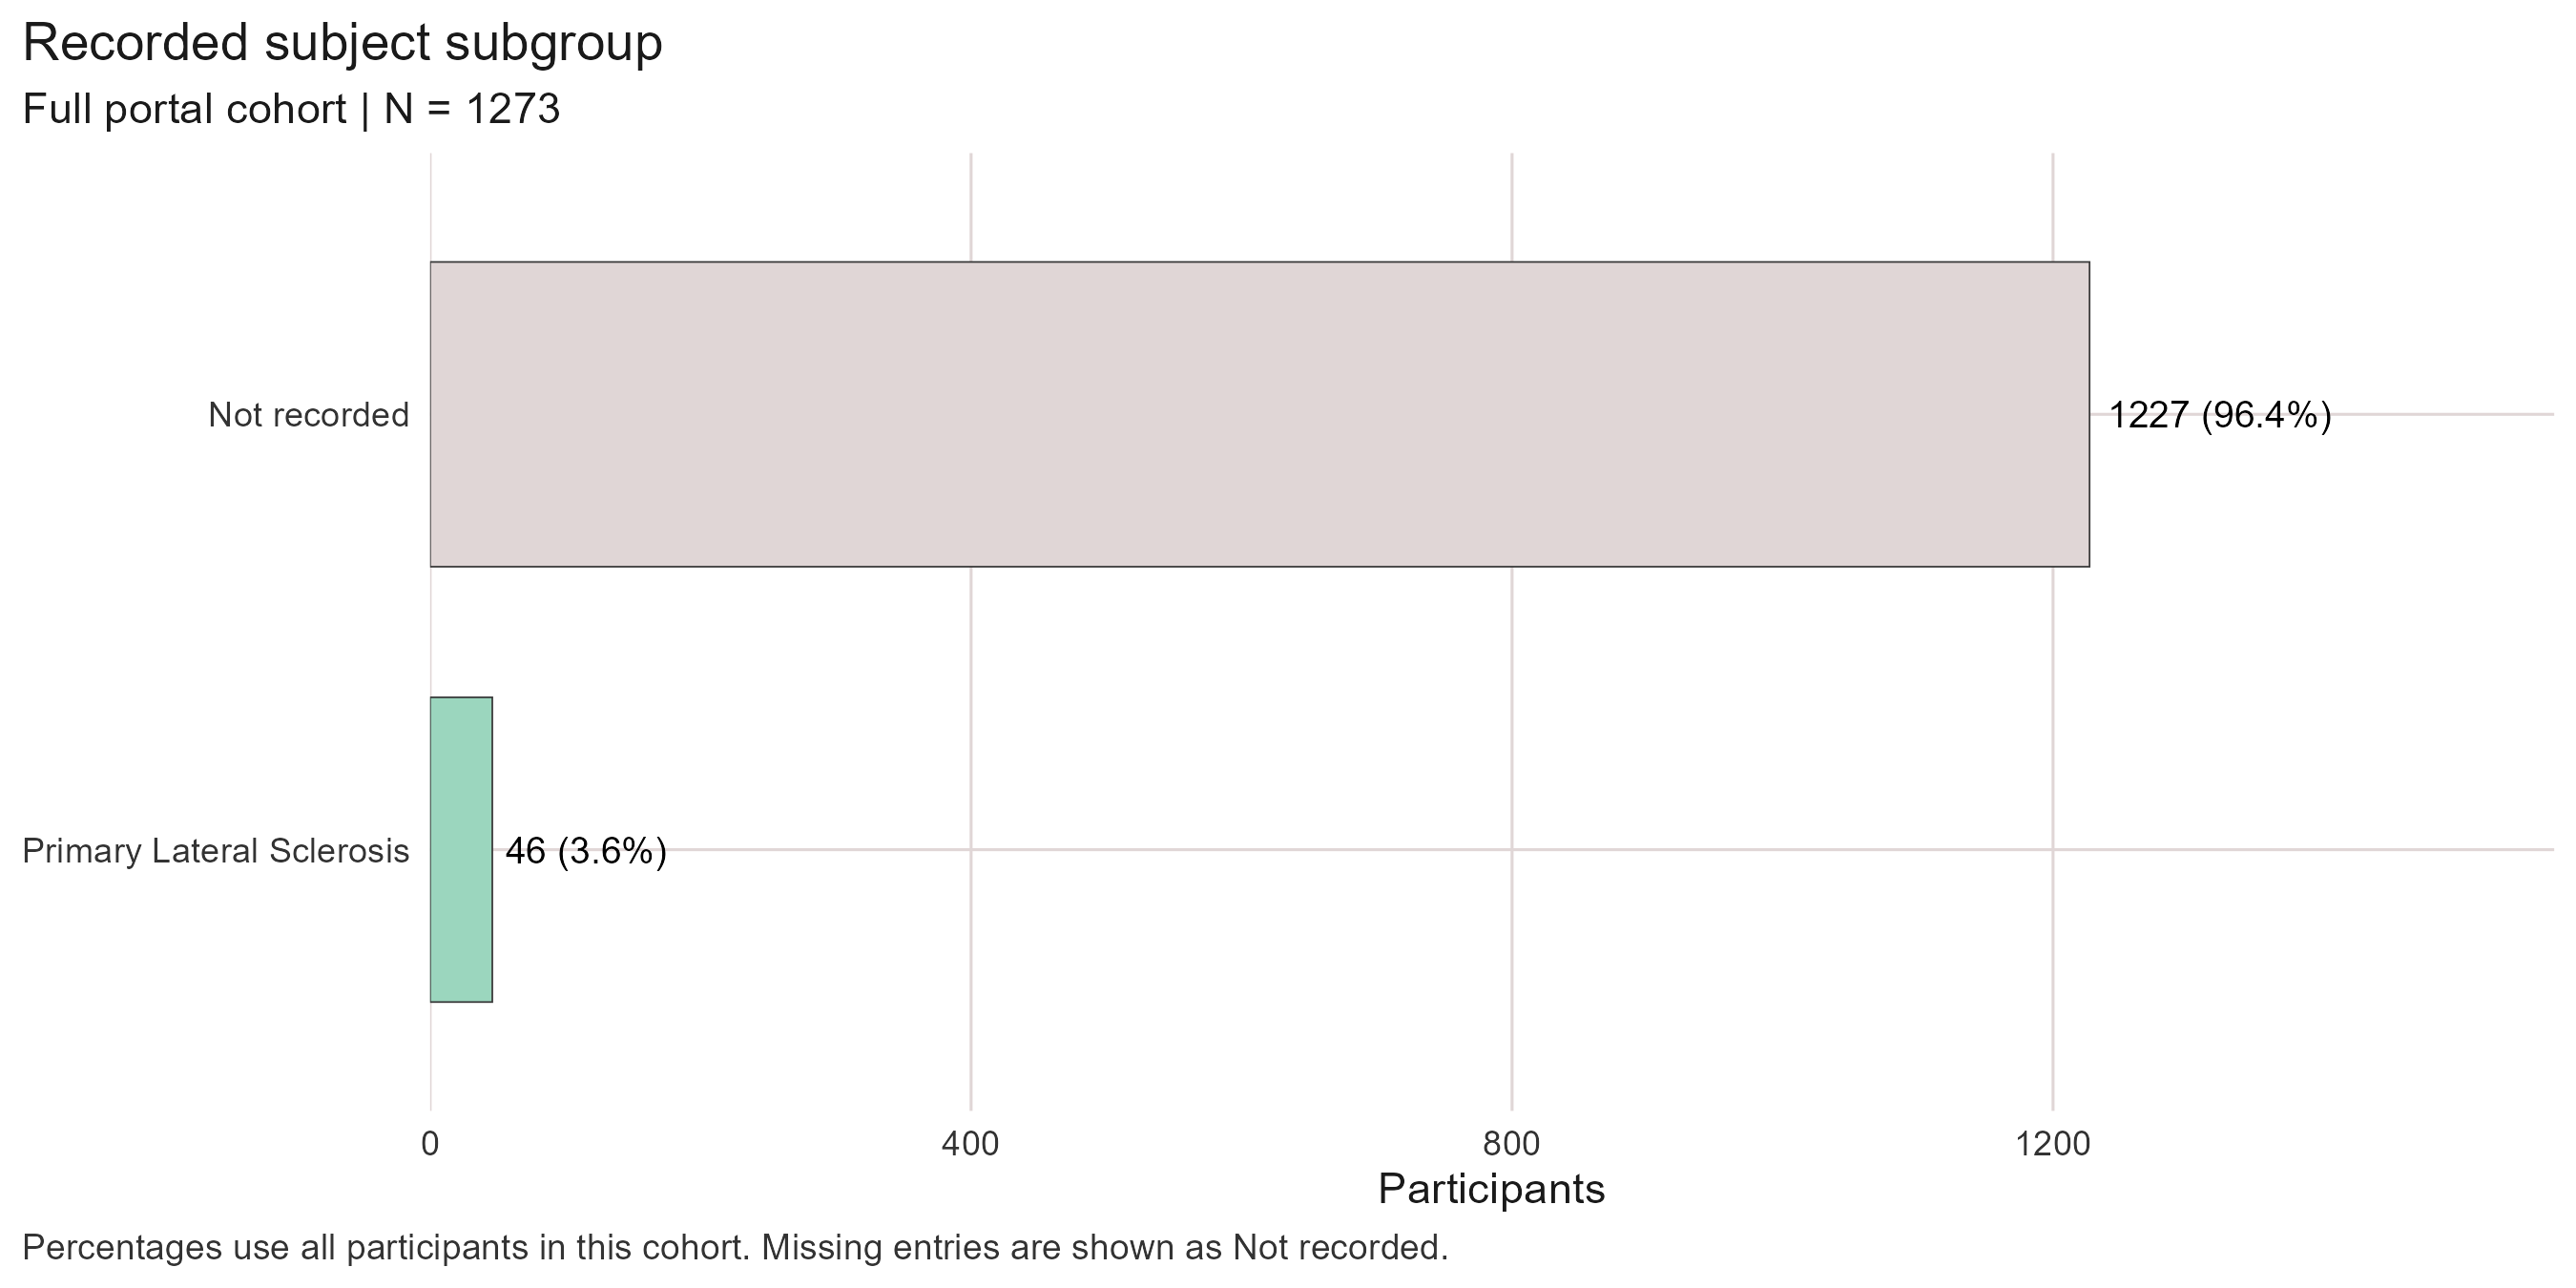 Recorded subject subgroup
Full portal cohort | N = 1273
Not recorded
1227 (96.4%)
Primary Lateral Sclerosis
46 (3.6%)
0
400
800
1200
Participants
Percentages use all participants in this cohort. Missing entries are shown as Not recorded.